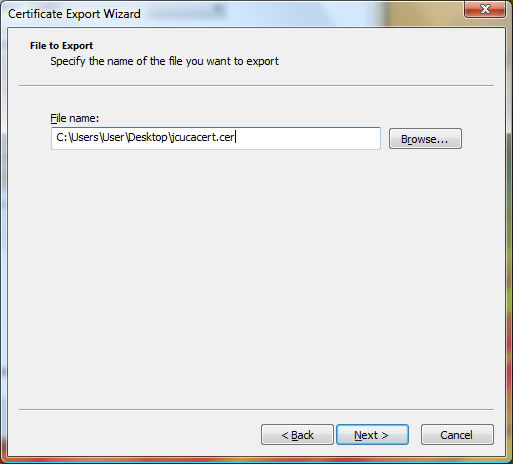 Certificate Export Wizard
File to Export
Specify the name of the file you want to export
File name:
C:\Users\User\Desktop\jcucacert.cer
Browse...
< Back
Next >
Cancel